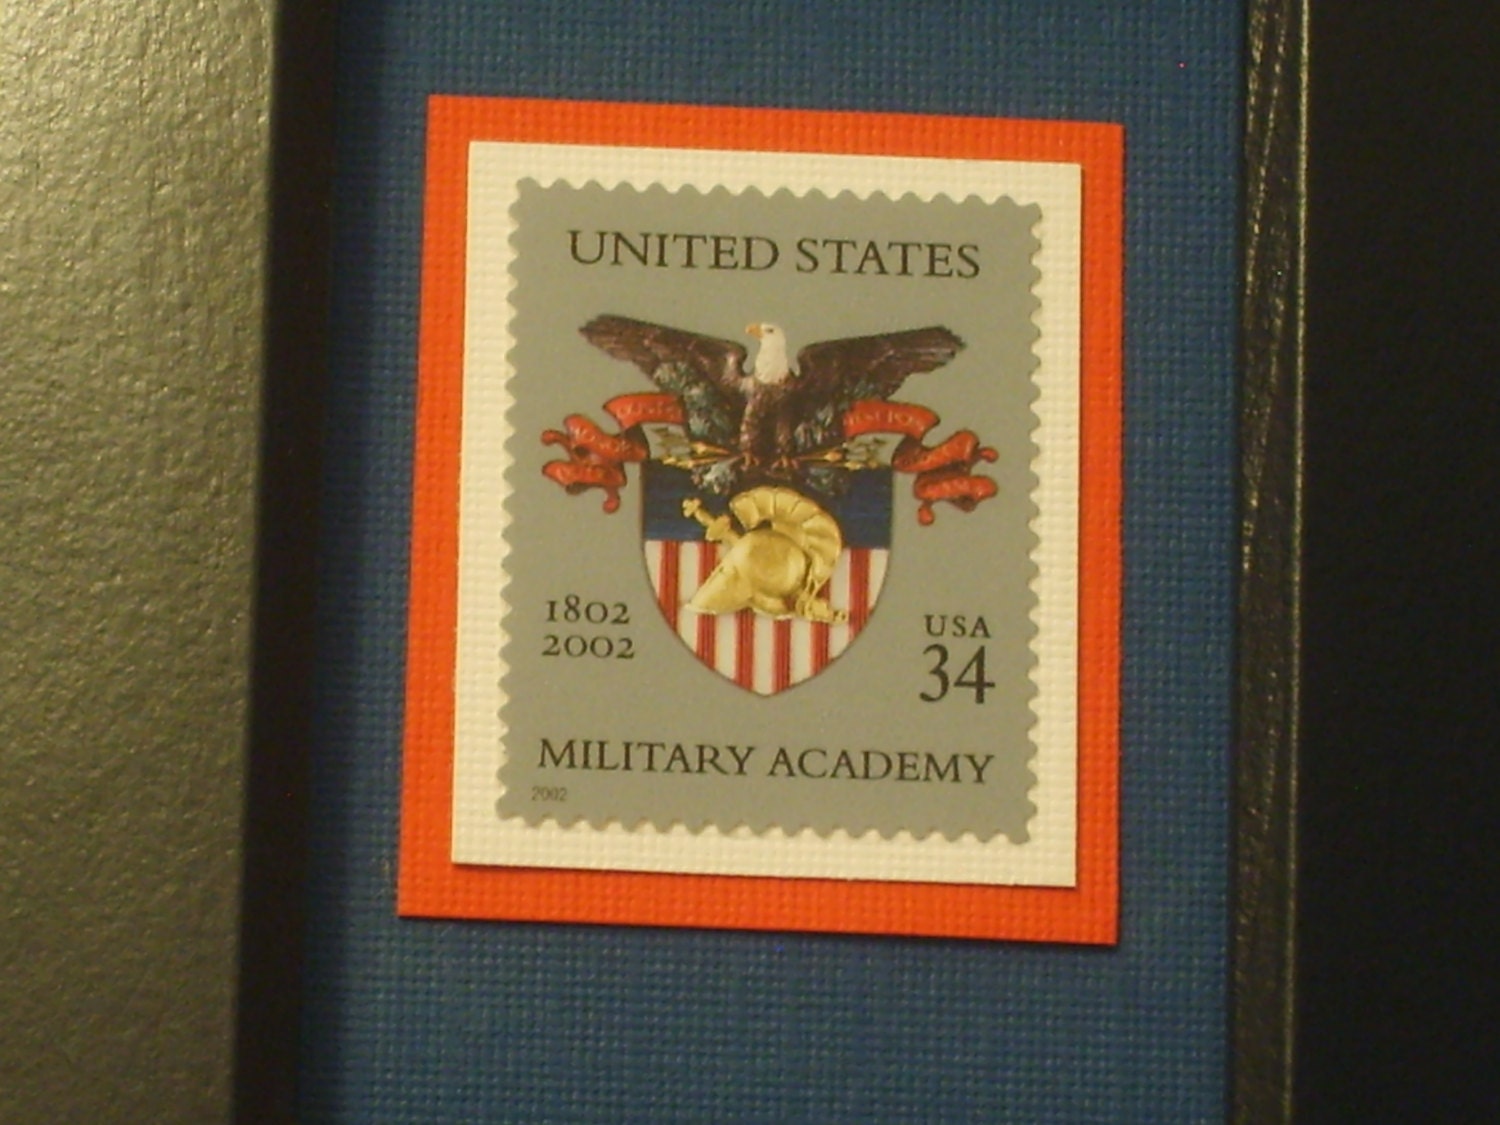 UNITED STATES
1802
2002
USA
34
MILITARY ACADEMY
2002